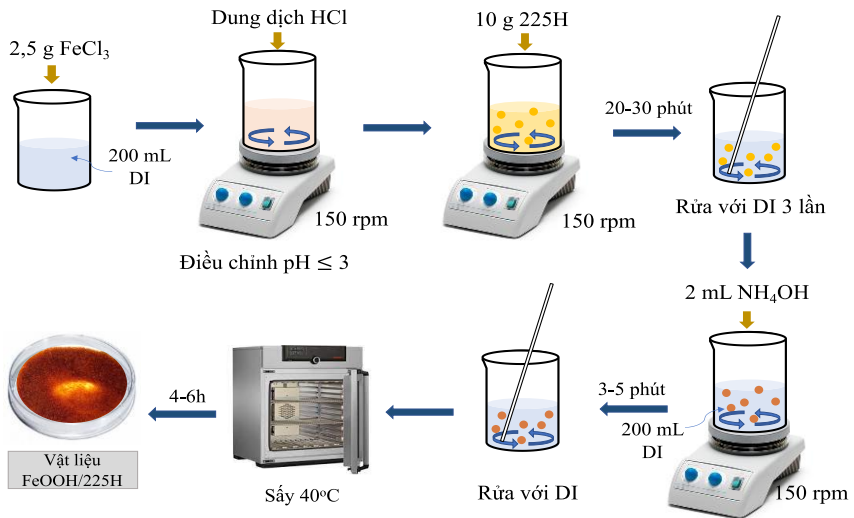 2,5 g FeCl₃
200 mL
DI
Dung dịch HCl
150 rpm
Điều chỉnh pH ≤ 3
10 g 225H
150 rpm
20-30 phút
Rửa với DI 3 lần
2 mL NH₄OH
200 mL
DI
150 rpm
3-5 phút
Rửa với DI
Sấy 40ᵒC
4-6h
Vật liệu
FeOOH/225H